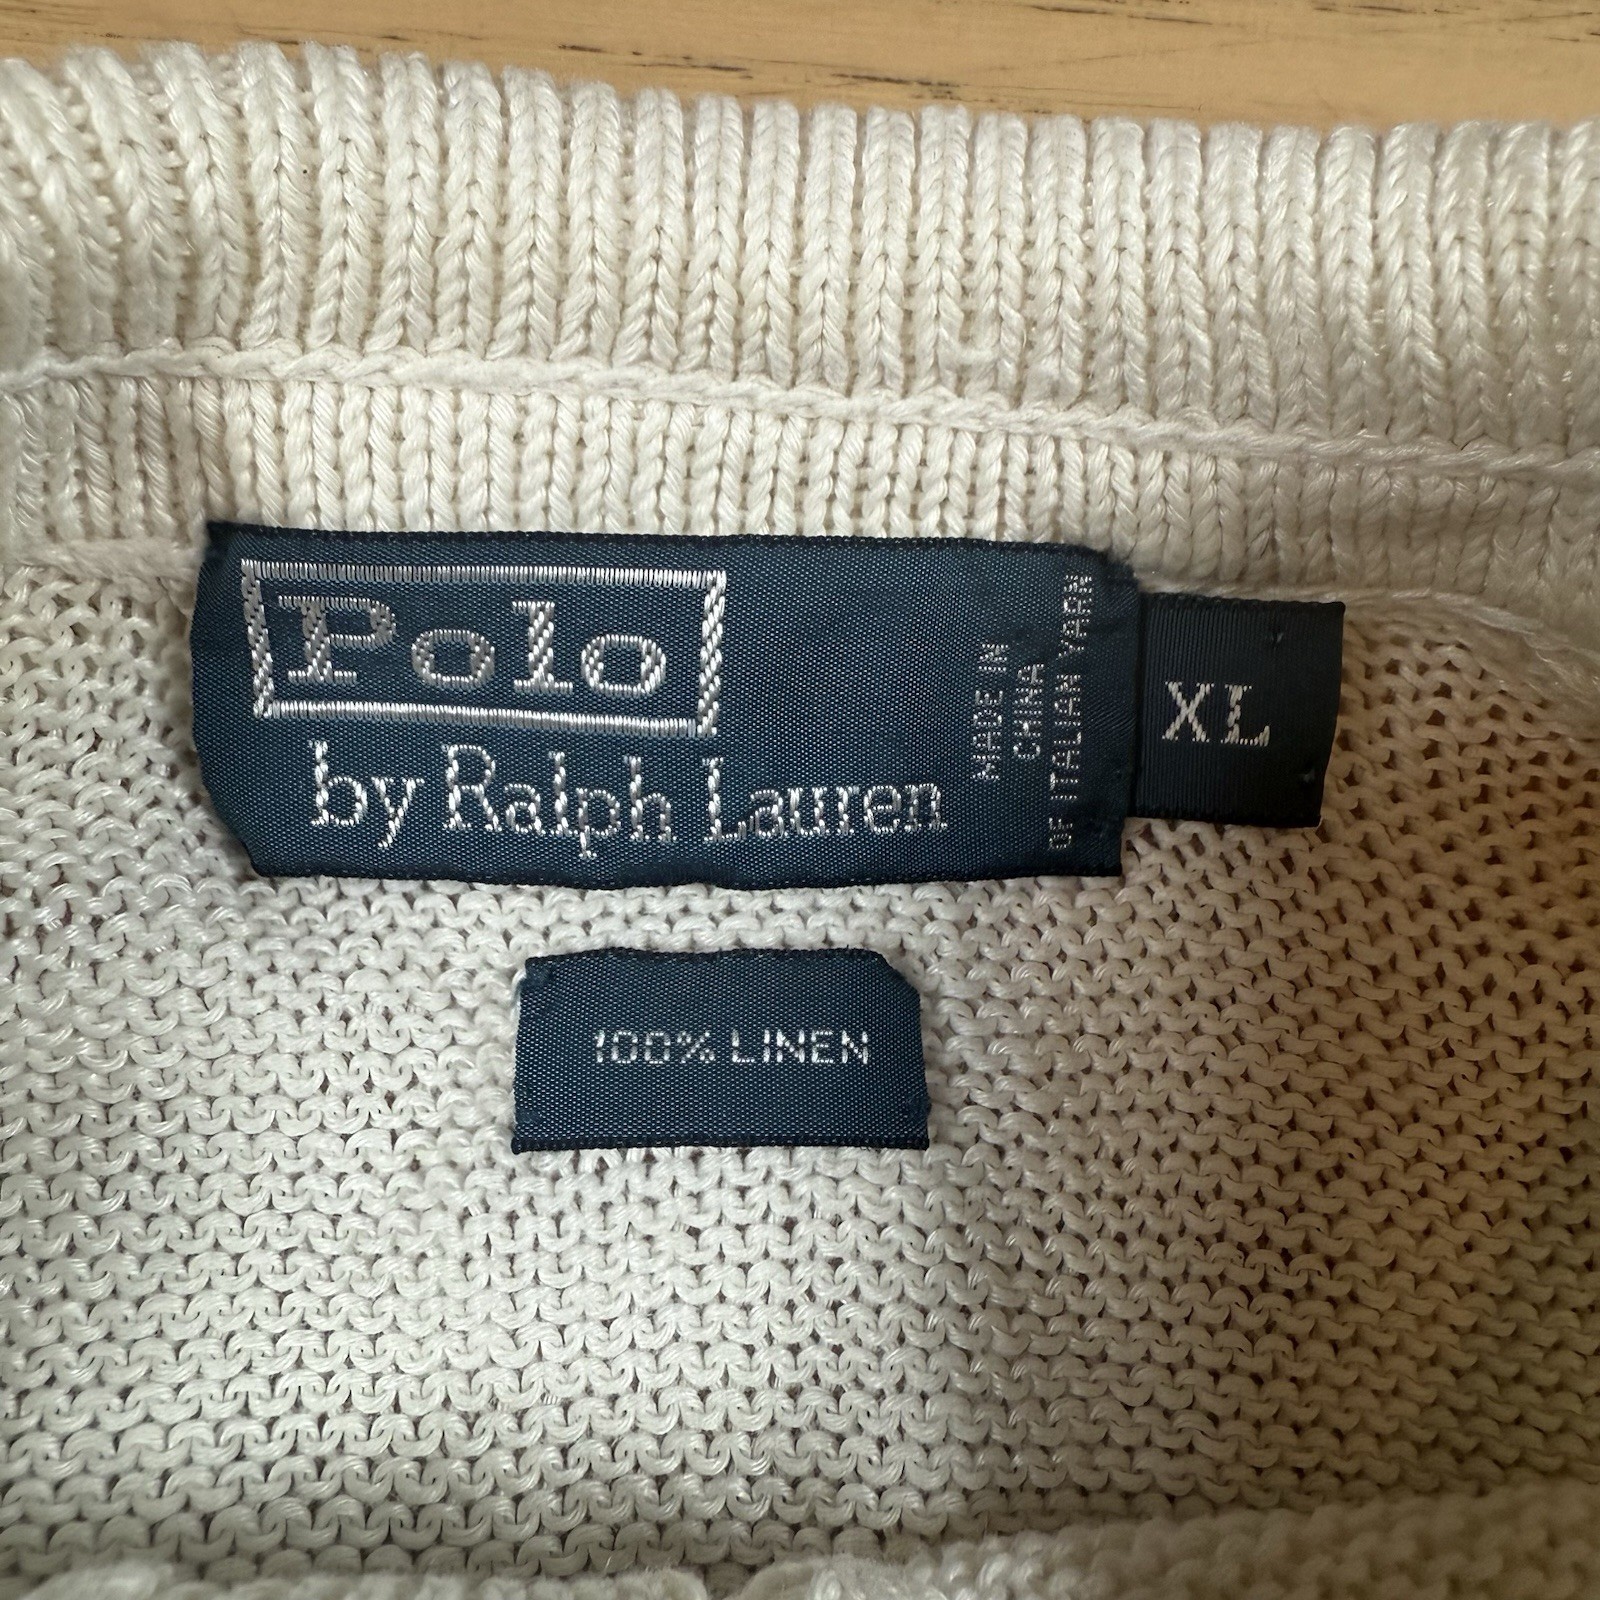 Polo
by Ralph Lauren
MADE IN
CHINA
OF ITALIAN YARN
XL
100% LINEN